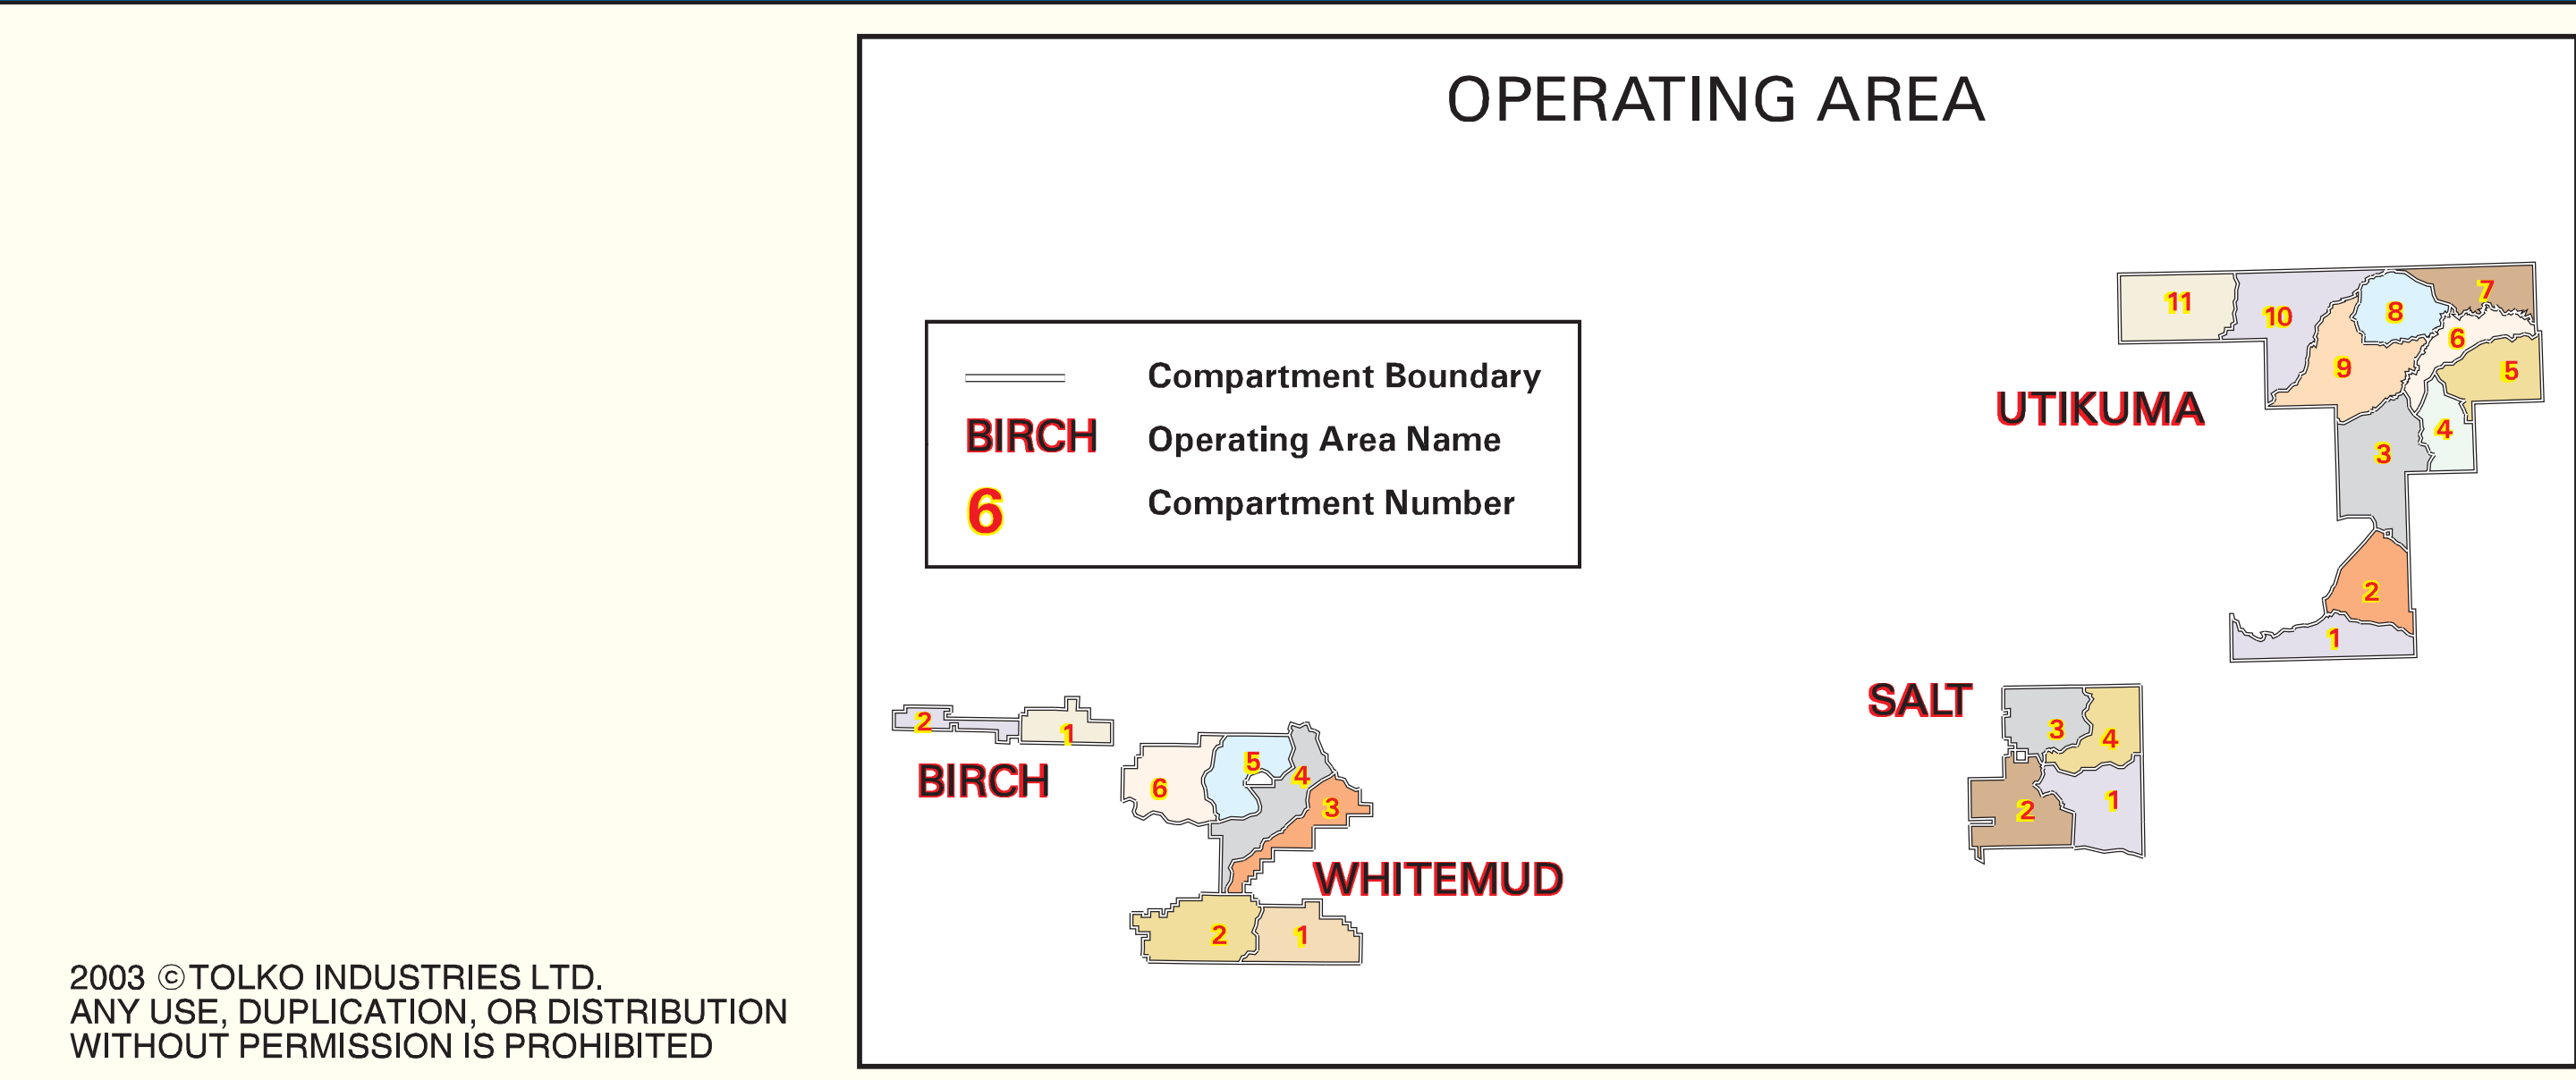 OPERATING AREA
Compartment Boundary
BIRCH Operating Area Name
6 Compartment Number
11
10
9
8
7
6
5
4
3
2
1
UTIKUMA
SALT
3
4
2
1
2
1
BIRCH
6
5
4
3
WHITEMUD
2
1
2003 © TOLKO INDUSTRIES LTD.
ANY USE, DUPLICATION, OR DISTRIBUTION
WITHOUT PERMISSION IS PROHIBITED